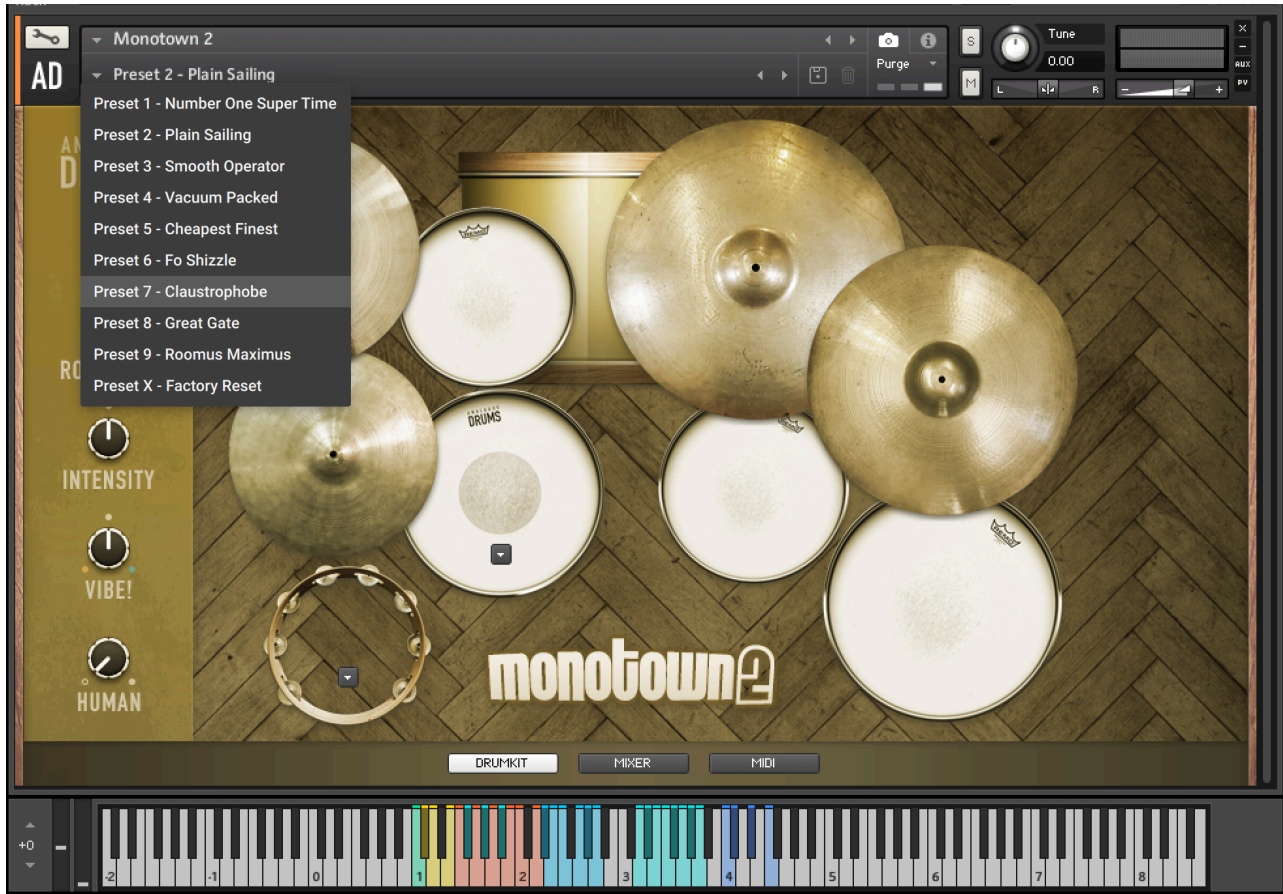 Monotown 2
S
Tune
AD
Preset 2 - Plain Sailing
Purge
0.00
AUX
PV
M
L
R
Preset 1 - Number One Super Time
Preset 2 - Plain Sailing
Preset 3 - Smooth Operator
Preset 4 - Vacuum Packed
Preset 5 - Cheapest Finest
Preset 6 - Fo Shizzle
Preset 7 - Claustrophobe
Preset 8 - Great Gate
Preset 9 - Roomus Maximus
Preset X - Factory Reset
REMO
ANALOGUE
DRUMS
REMO
INTENSITY
VIBE!
HUMAN
monotown2
DRUMKIT
MIXER
MIDI
+0
-2 -1 0 1 2 3 4 5 6 7 8